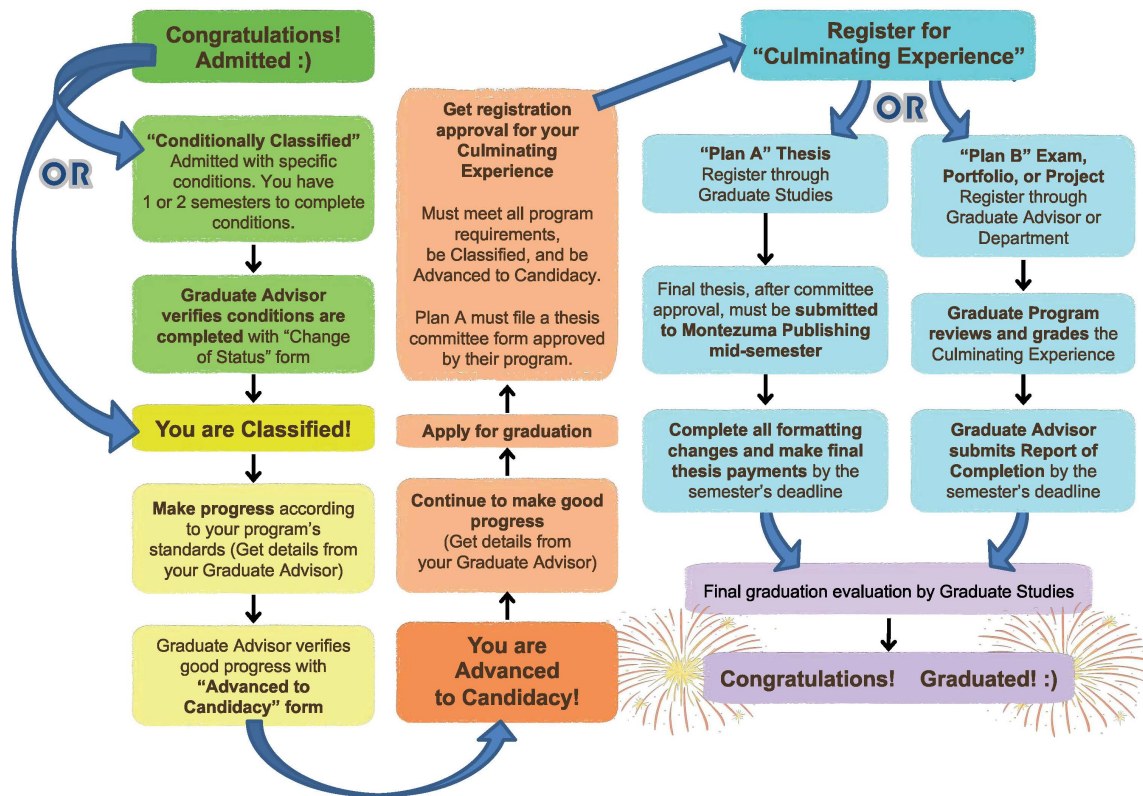 Congratulations!
Admitted :)
OR
“Conditionally Classified”
Admitted with specific
conditions. You have
1 or 2 semesters to complete
conditions.
Graduate Advisor
verifies conditions are
completed with “Change
of Status” form
You are Classified!
Make progress according
to your program’s
standards (Get details from
your Graduate Advisor)
Graduate Advisor verifies
good progress with
“Advanced to
Candidacy” form
You are
Advanced
to Candidacy!
Continue to make good
progress
(Get details from
your Graduate Advisor)
Apply for graduation
Get registration
approval for your
Culminating
Experience
Must meet all program
requirements,
be Classified, and be
Advanced to Candidacy.
Plan A must file a thesis
committee form approved
by their program.
Register for
“Culminating Experience”
OR
“Plan A” Thesis
Register through
Graduate Studies
Final thesis, after committee
approval, must be submitted
to Montezuma Publishing
mid-semester
Complete all formatting
changes and make final
thesis payments by the
semester’s deadline
“Plan B” Exam,
Portfolio, or Project
Register through
Graduate Advisor or
Department
Graduate Program
reviews and grades the
Culminating Experience
Graduate Advisor
submits Report of
Completion by the
semester’s deadline
Final graduation evaluation by Graduate Studies
Congratulations! Graduated! :)